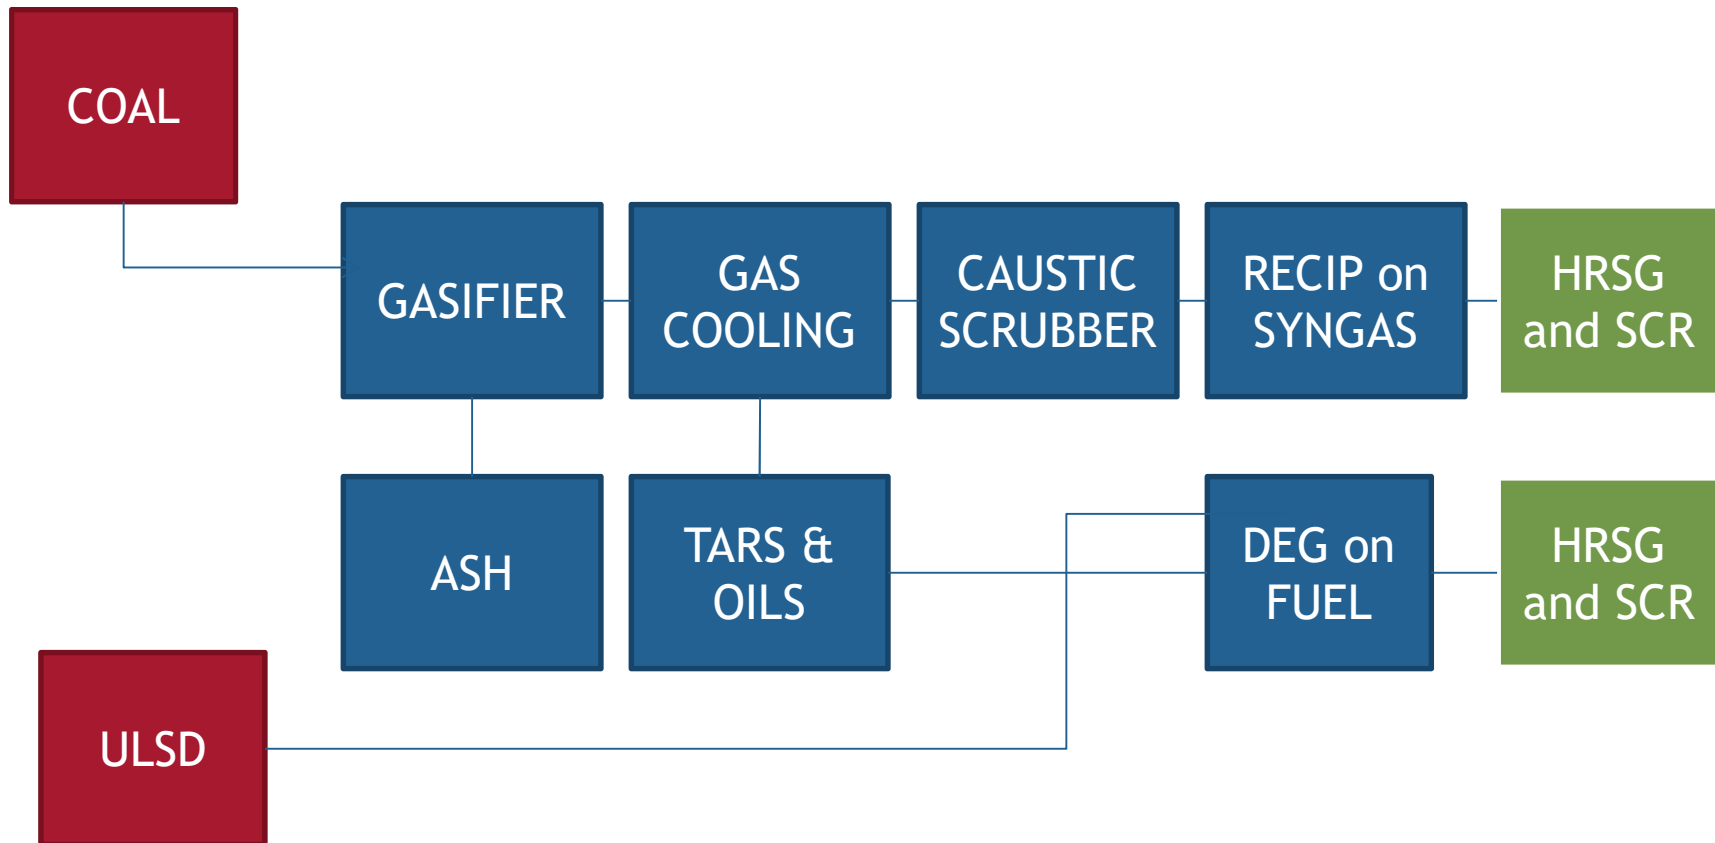 COAL
GASIFIER
GAS
COOLING
CAUSTIC
SCRUBBER
RECIP on
SYNGAS
HRSG
and SCR
ASH
TARS &
OILS
DEG on
FUEL
HRSG
and SCR
ULSD